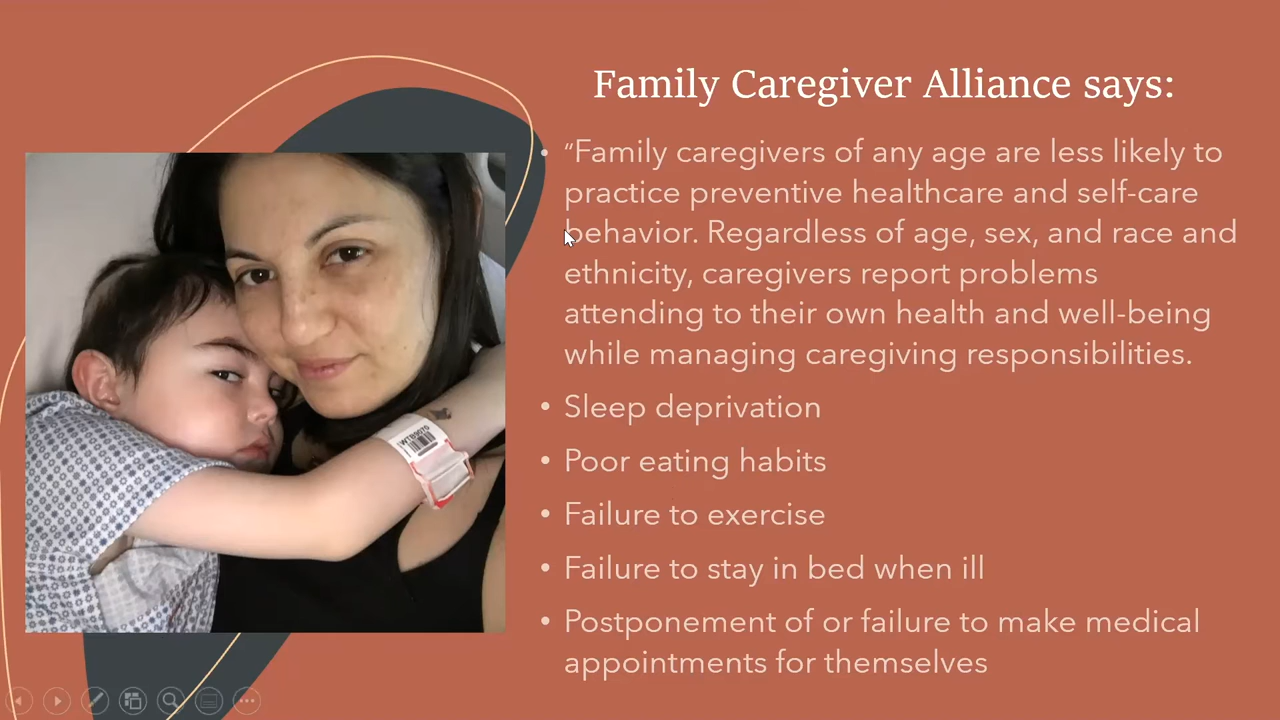 Family Caregiver Alliance says:
• “Family caregivers of any age are less likely to
practice preventive healthcare and self-care
behavior. Regardless of age, sex, and race and
ethnicity, caregivers report problems
attending to their own health and well-being
while managing caregiving responsibilities.
• Sleep deprivation
• Poor eating habits
• Failure to exercise
• Failure to stay in bed when ill
• Postponement of or failure to make medical
appointments for themselves